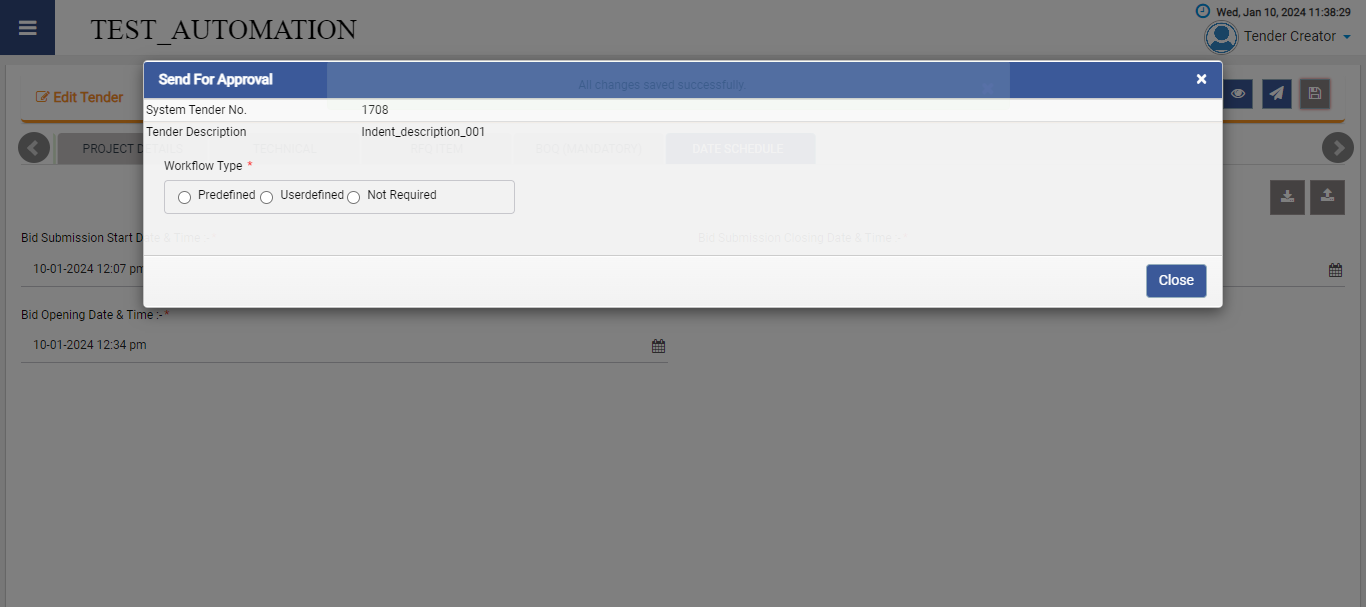 Wed, Jan 10, 2024 11:38:29
TEST_AUTOMATION
Tender Creator
Send For Approval
All changes saved successfully.
Edit Tender
System Tender No. 1708
Tender Description Indent_description_001
PROJECT DETAILS TECHNICAL RFQ ITEM BOQ (MANDATORY) DATE SCHEDULE
Workflow Type *
Predefined Userdefined Not Required
Bid Submission Start Date & Time :-* Bid Submission Closing Date & Time :-*
10-01-2024 12:07 pm
Close
Bid Opening Date & Time :-*
10-01-2024 12:34 pm